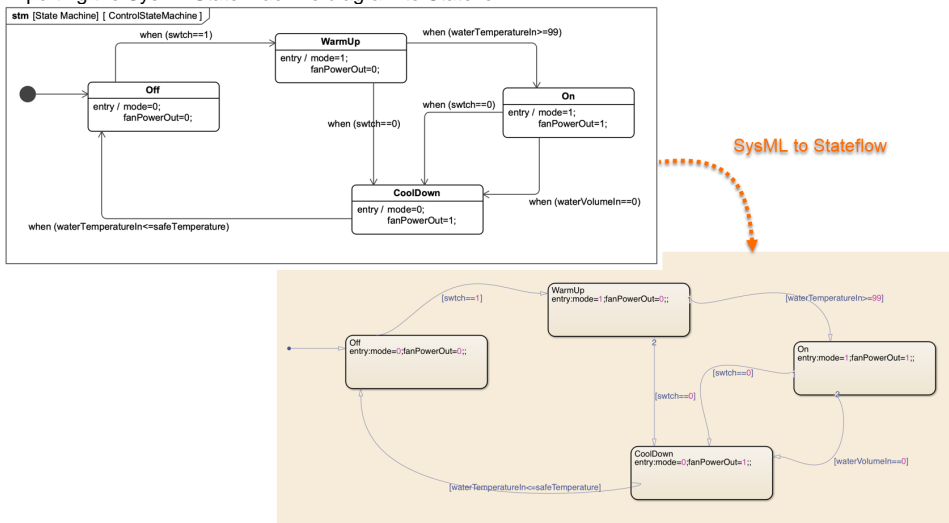 stm [State Machine] [ ControlStateMachine ]
when (swtch==1)
WarmUp
entry / mode=1;
fanPowerOut=0;
when (waterTemperatureIn>=99)
Off
entry / mode=0;
fanPowerOut=0;
On
entry / mode=1;
fanPowerOut=1;
when (swtch==0)
when (swtch==0)
CoolDown
entry / mode=0;
fanPowerOut=1;
when (waterVolumeIn==0)
when (waterTemperatureIn<=safeTemperature)
SysML to Stateflow
WarmUp
entry:mode=1;fanPowerOut=0;;
[swtch==1]
[waterTemperatureIn>=99]
2
Off
entry:mode=0;fanPowerOut=0;;
On
entry:mode=1;fanPowerOut=1;;
[swtch==0]
2
[swtch==0]
CoolDown
entry:mode=0;fanPowerOut=1;;
[waterVolumeIn==0]
[waterTemperatureIn<=safeTemperature]